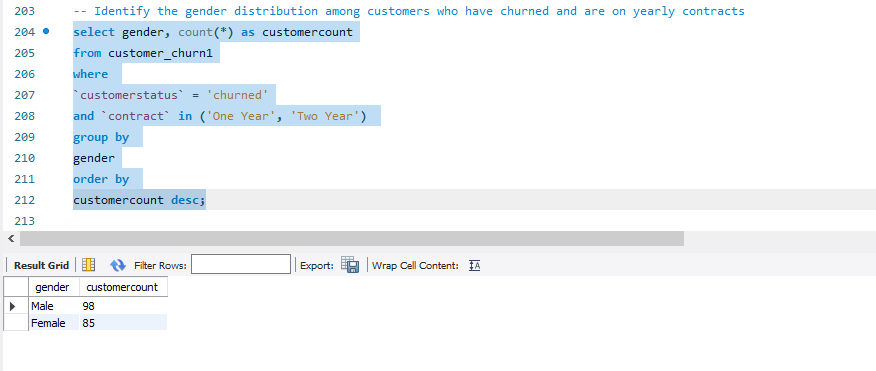 203 -- Identify the gender distribution among customers who have churned and are on yearly contracts
204 select gender, count(*) as customercount
205 from customer_churn1
206 where
207 `customerstatus` = 'churned'
208 and `contract` in ('One Year', 'Two Year')
209 group by
210 gender
211 order by
212 customercount desc;
213
Result Grid Filter Rows: Export: Wrap Cell Content: IA
gender customercount
Male 98
Female 85